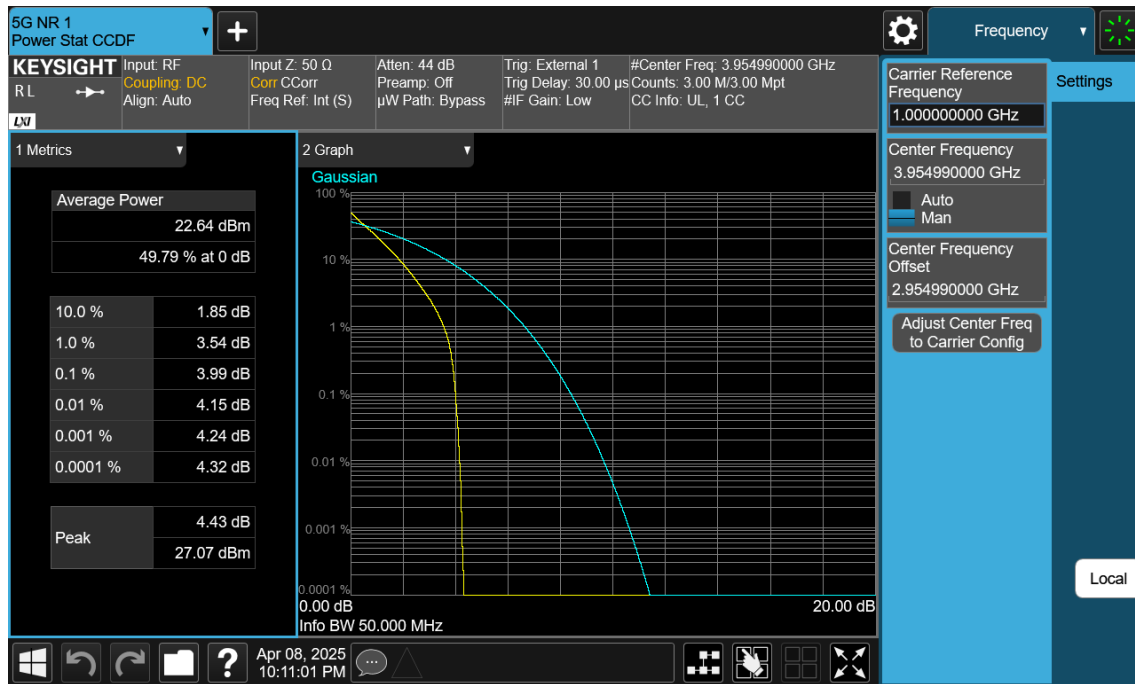 5G NR 1
Power Stat CCDF
Frequency
KEYSIGHT
R L
LXI
Input: RF
Coupling: DC
Align: Auto
Input Z: 50 Ω
Corr CCorr
Freq Ref: Int (S)
Atten: 44 dB
Preamp: Off
µW Path: Bypass
Trig: External 1
Trig Delay: 30.00 µs
#IF Gain: Low
#Center Freq: 3.954990000 GHz
Counts: 3.00 M/3.00 Mpt
CC Info: UL, 1 CC
1 Metrics
Average Power
22.64 dBm
49.79 % at 0 dB
10.0 % 1.85 dB
1.0 % 3.54 dB
0.1 % 3.99 dB
0.01 % 4.15 dB
0.001 % 4.24 dB
0.0001 % 4.32 dB
Peak
4.43 dB
27.07 dBm
2 Graph
Gaussian
100 %
10 %
1 %
0.1 %
0.01 %
0.001 %
0.0001 %
0.00 dB 20.00 dB
Info BW 50.000 MHz
Carrier Reference
Frequency
1.000000000 GHz
Center Frequency
3.954990000 GHz
Auto
Man
Center Frequency
Offset
2.954990000 GHz
Adjust Center Freq
to Carrier Config
Settings
Local
?
Apr 08, 2025
10:11:01 PM